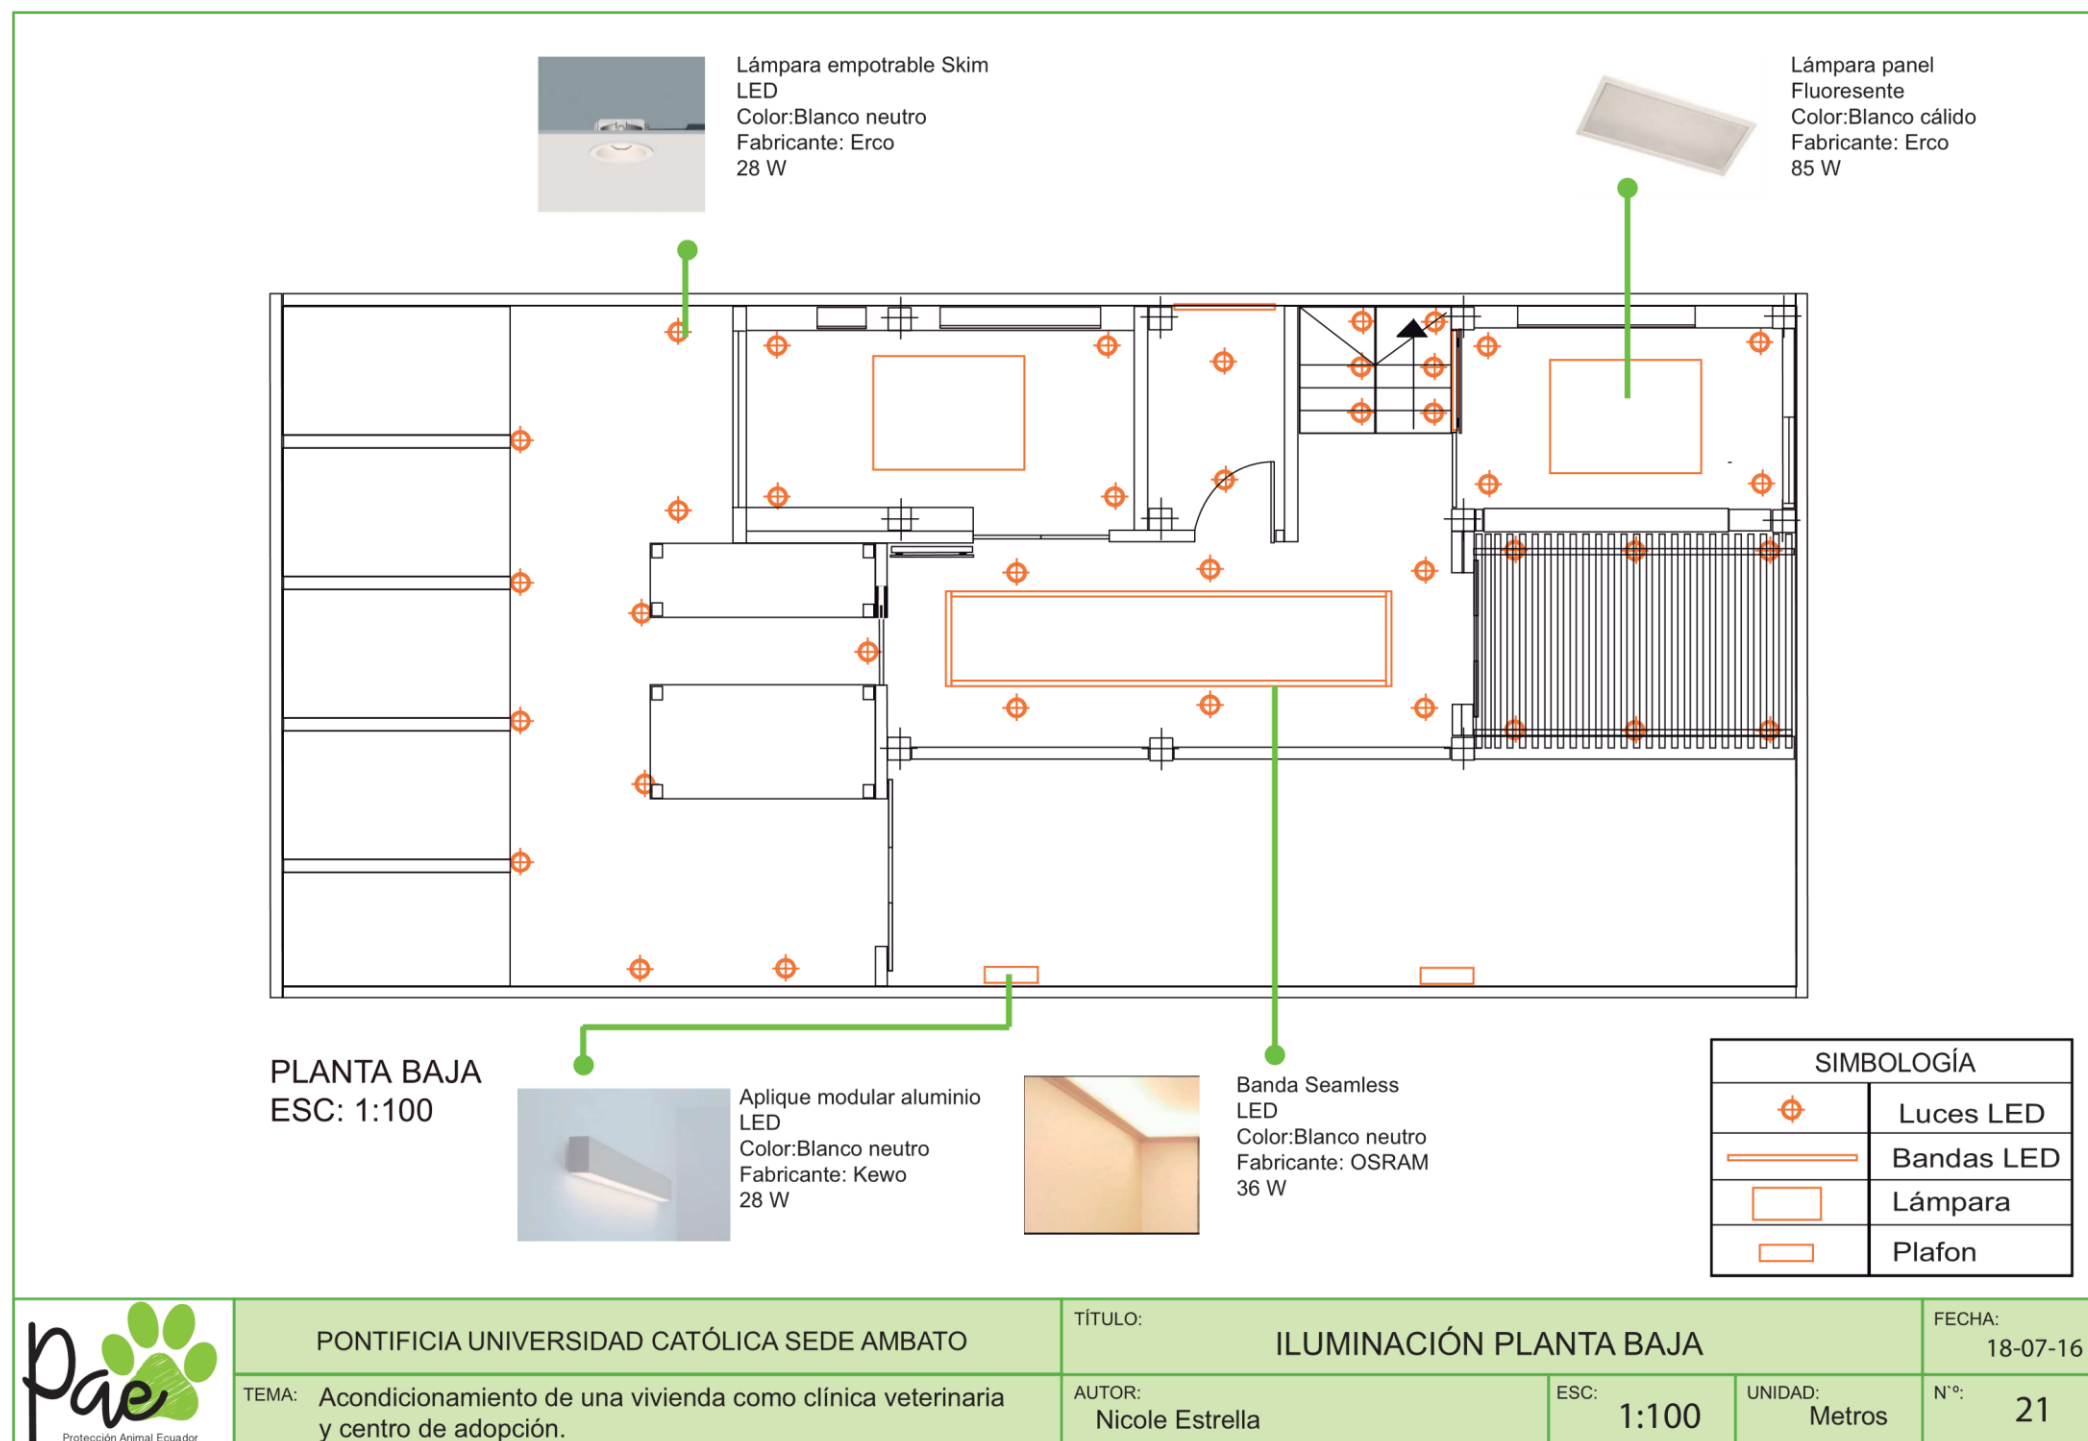 Lámpara empotrable Skim
LED
Color:Blanco neutro
Fabricante: Erco
28 W
Lámpara panel
Fluoresente
Color:Blanco cálido
Fabricante: Erco
85 W
PLANTA BAJA
ESC: 1:100
Aplique modular aluminio
LED
Color:Blanco neutro
Fabricante: Kewo
28 W
Banda Seamless
LED
Color:Blanco neutro
Fabricante: OSRAM
36 W
SIMBOLOGÍA
Luces LED
Bandas LED
Lámpara
Plafon
pae
Protección Animal Ecuador
PONTIFICIA UNIVERSIDAD CATÓLICA SEDE AMBATO
TEMA: Acondicionamiento de una vivienda como clínica veterinaria
y centro de adopción.
TÍTULO:
ILUMINACIÓN PLANTA BAJA
FECHA:
18-07-16
AUTOR:
Nicole Estrella
ESC:
1:100
UNIDAD:
Metros
N`º:
21